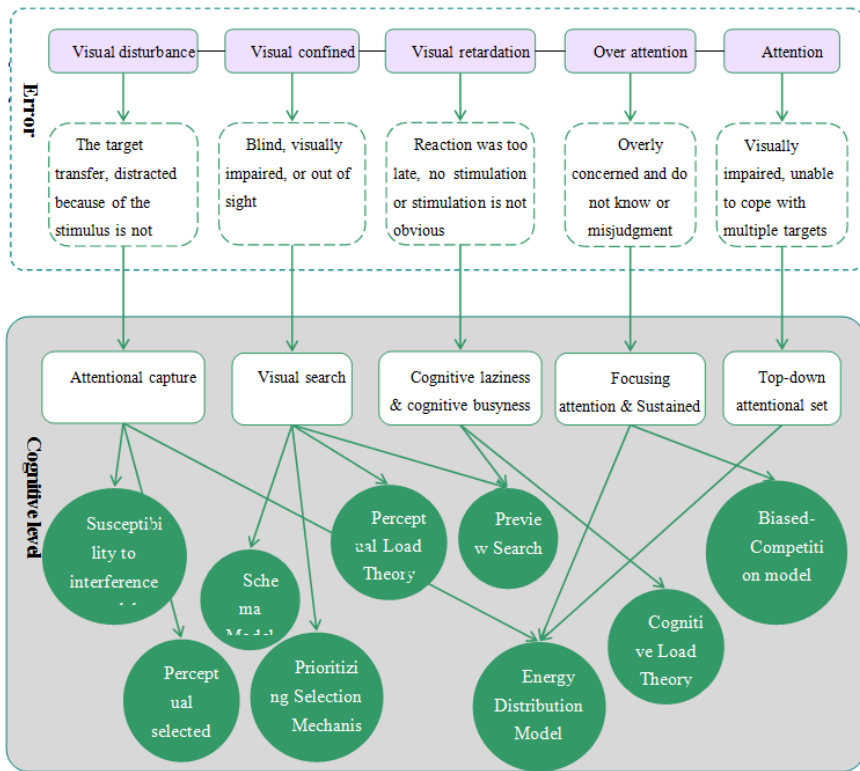 Visual disturbance
Visual confined
Visual retardation
Over attention
Attention
Error
The target
transfer, distracted
because of the
stimulus is not
Blind, visually
impaired, or out of
sight
Reaction was too
late, no stimulation
or stimulation is not
obvious
Overly
concerned and do
not know or
misjudgment
Visually
impaired, unable
to cope with
multiple targets
Cognitive level
Attentional capture
Visual search
Cognitive laziness
& cognitive busyness
Focusing
attention & Sustained
Top-down
attentional set
Susceptibi
lity to
interference
Sche
ma
Model
Percept
ual Load
Theory
Previe
w Search
Biased-
Competiti
on model
Percept
ual
selected
Prioritizi
ng Selection
Mechanis
Energy
Distribution
Model
Cogniti
ve Load
Theory